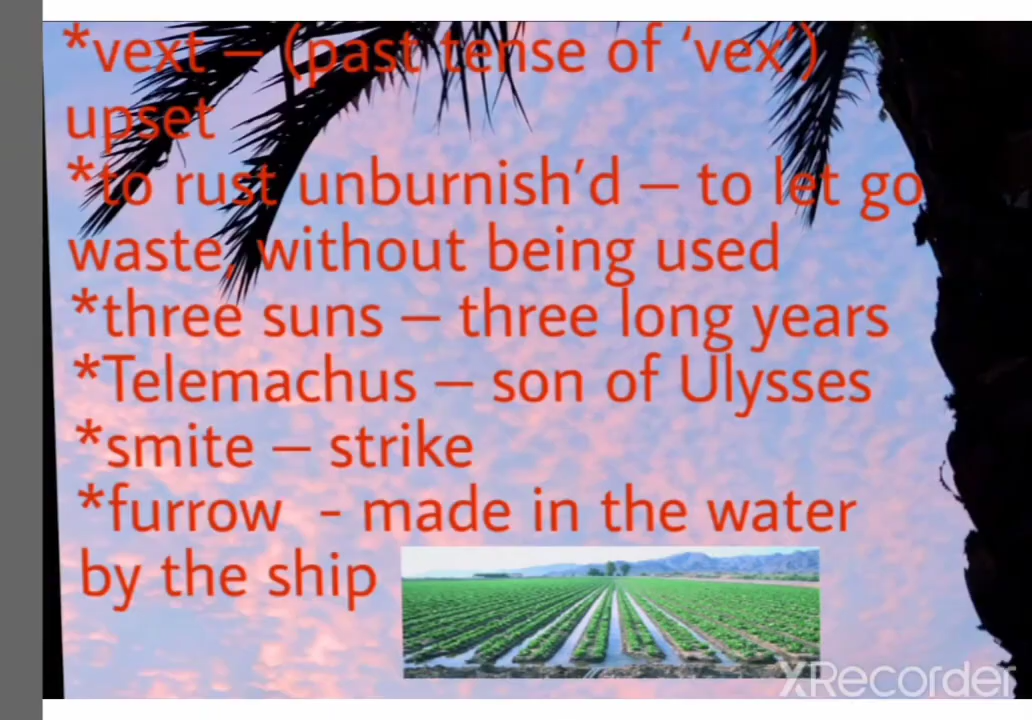 *vext – (past tense of ‘vex’)
upset
*to rust unburnish’d – to let go
waste, without being used
*three suns – three long years
*Telemachus – son of Ulysses
*smite – strike
*furrow - made in the water
by the ship
XRecorder